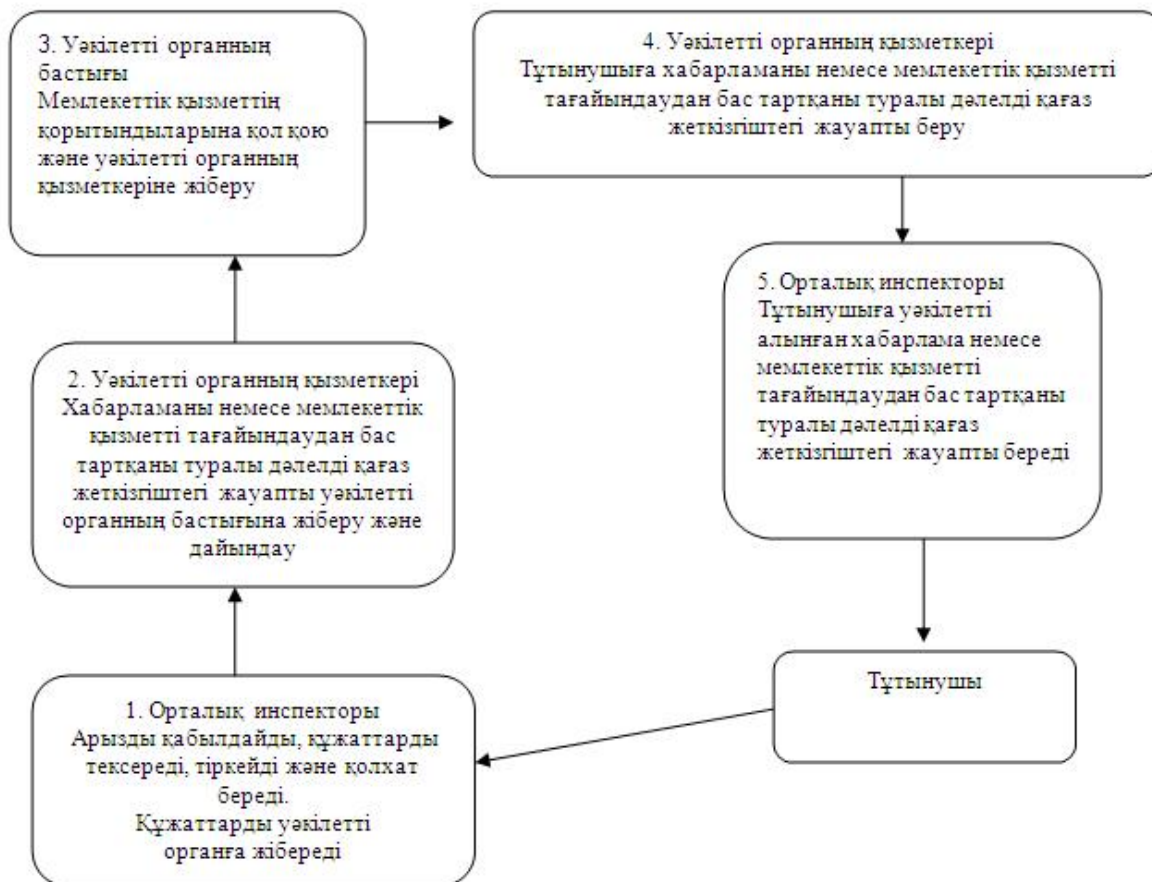 3. Уәкілетті органның
бастығы
Мемлекеттік қызметтің
қорытындыларына қол қою
және уәкілетті органның
қызметкеріне жіберу
4. Уәкілетті органның қызметкері
Тұтынушыға хабарламаны немесе мемлекеттік қызметті
тағайындаудан бас тартқаны туралы дәлелді қағаз
жеткізгіштегі жауапты беру
5. Орталық инспекторы
Тұтынушыға уәкілетті
алынған хабарлама немесе
мемлекеттік қызметті
тағайындаудан бас тартқаны
туралы дәлелді қағаз
жеткізгіштегі жауапты береді
2. Уәкілетті органның қызметкері
Хабарламаны немесе мемлекеттік
қызметті тағайындаудан бас
тартқаны туралы дәлелді қағаз
жеткізгіштегі жауапты уәкілетті
органның бастығына жіберу және
дайындау
Тұтынушы
1. Орталық инспекторы
Арызды қабылдайды, құжаттарды
тексереді, тіркейді және қолхат
береді.
Құжаттарды уәкілетті
органға жібереді